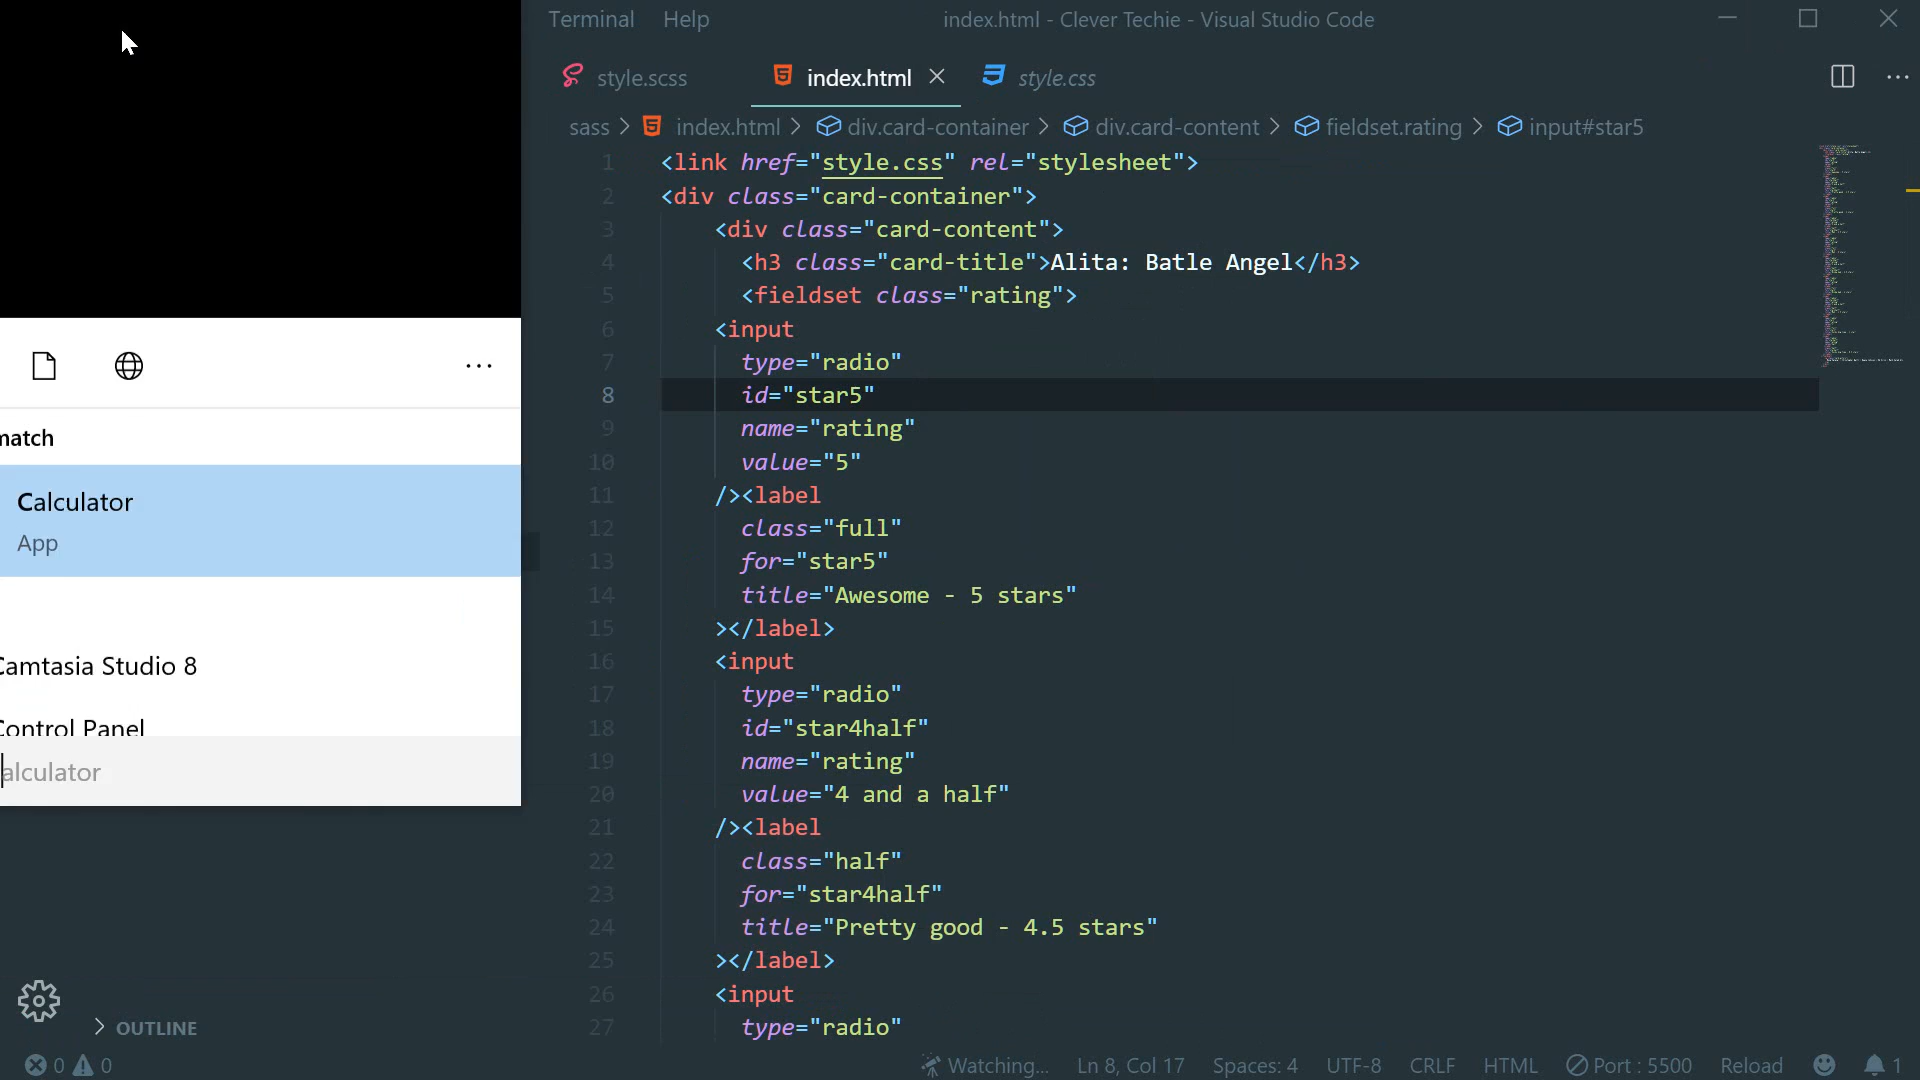 Terminal Help index.html - Clever Techie - Visual Studio Code
style.scss index.html style.css
sass > index.html > div.card-container > div.card-content > fieldset.rating > input#star5
1 <link href="style.css" rel="stylesheet">
2 <div class="card-container">
3 <div class="card-content">
4 <h3 class="card-title">Alita: Batle Angel</h3>
5 <fieldset class="rating">
6 <input
7 type="radio"
8 id="star5"
9 name="rating"
10 value="5"
11 /><label
12 class="full"
13 for="star5"
14 title="Awesome - 5 stars"
15 ></label>
16 <input
17 type="radio"
18 id="star4half"
19 name="rating"
20 value="4 and a half"
21 /><label
22 class="half"
23 for="star4half"
24 title="Pretty good - 4.5 stars"
25 ></label>
26 <input
27 type="radio"
match
Calculator
App
Camtasia Studio 8
Control Panel
alculator
OUTLINE
0 0 Watching... Ln 8, Col 17 Spaces: 4 UTF-8 CRLF HTML Port : 5500 Reload 1